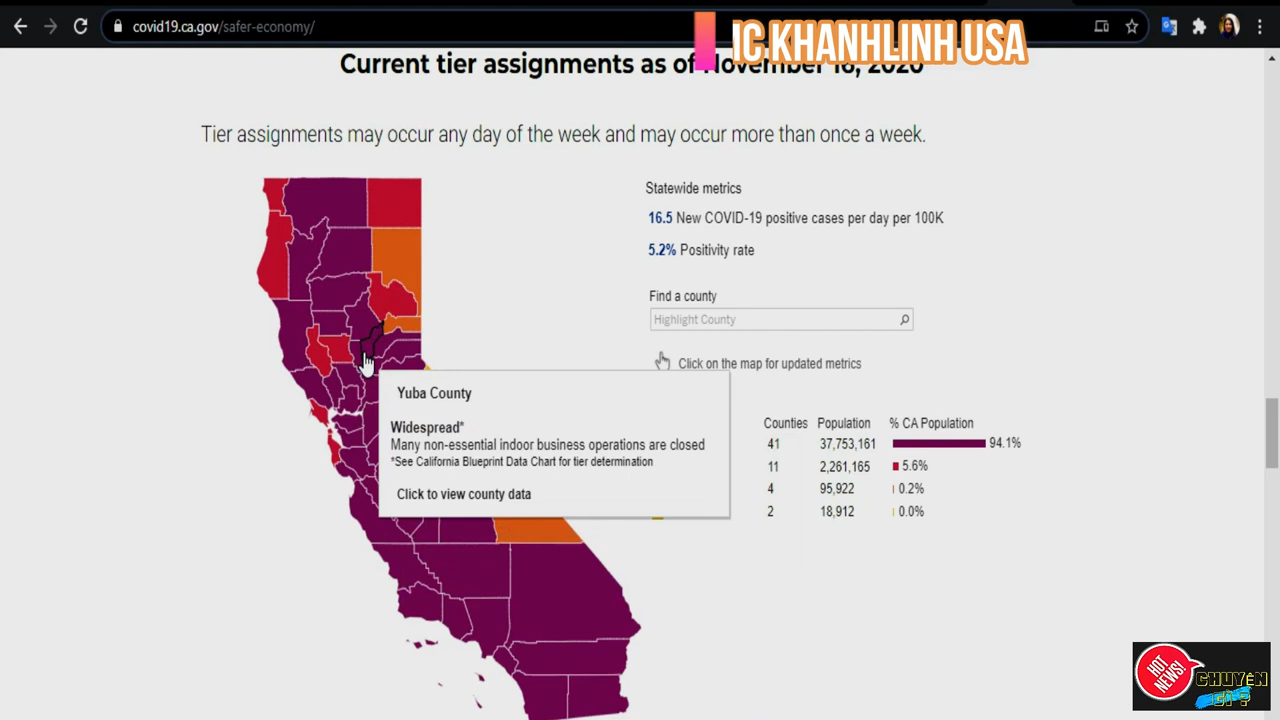 covid19.ca.gov/safer-economy/
IC KHANHLINH USA
Current tier assignments as of November 16, 2020
Tier assignments may occur any day of the week and may occur more than once a week.
Statewide metrics
16.5 New COVID-19 positive cases per day per 100K
5.2% Positivity rate
Find a county
Highlight County
Click on the map for updated metrics
Yuba County
Widespread*
Many non-essential indoor business operations are closed
*See California Blueprint Data Chart for tier determination
Click to view county data
Counties Population % CA Population
41 37,753,161 94.1%
11 2,261,165 5.6%
4 95,922 0.2%
2 18,912 0.0%
HOT NEWS!
CHUYỆN GÌ?